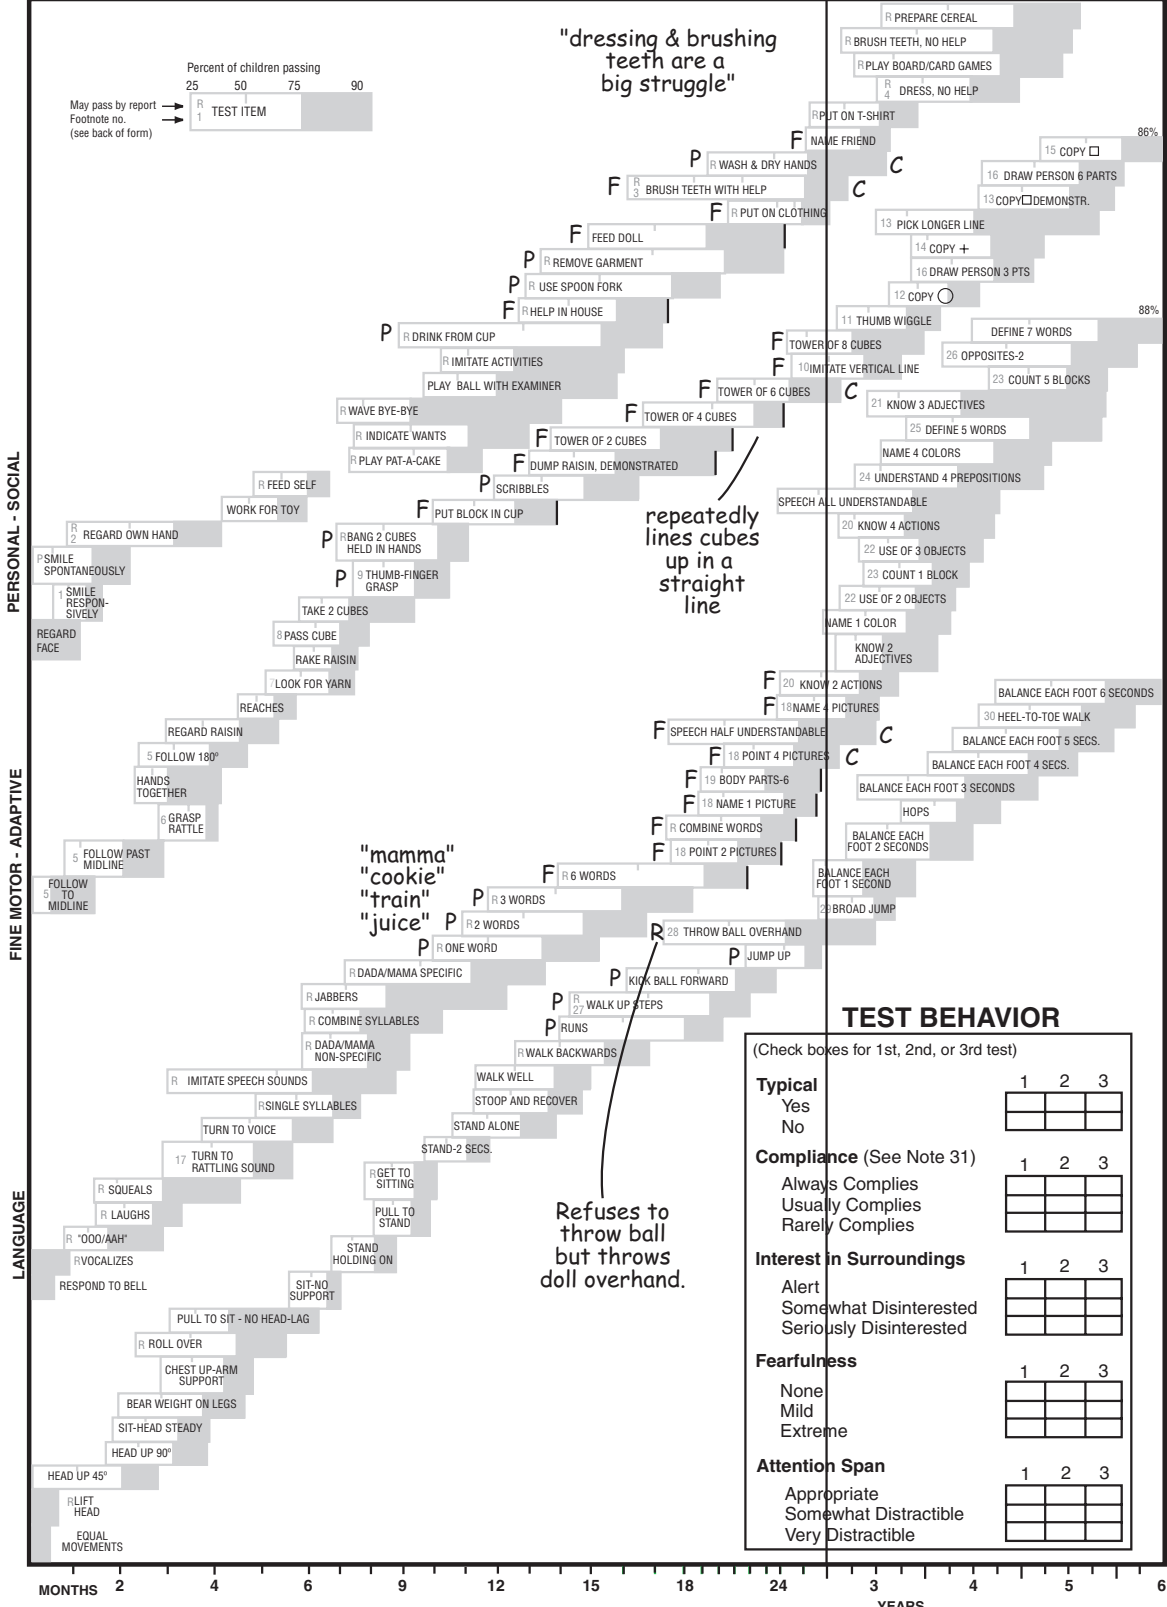 R PREPARE CEREAL
R BRUSH TEETH, NO HELP
R PLAY BOARD/CARD GAMES
R 4 DRESS, NO HELP
R PUT ON T-SHIRT
F NAME FRIEND
P R WASH & DRY HANDS C
F R 3 BRUSH TEETH WITH HELP C
F R PUT ON CLOTHING
F FEED DOLL
P R REMOVE GARMENT
P R USE SPOON FORK
F R HELP IN HOUSE
P R DRINK FROM CUP
R IMITATE ACTIVITIES
PLAY BALL WITH EXAMINER
R WAVE BYE-BYE
R INDICATE WANTS
R PLAY PAT-A-CAKE
R FEED SELF
WORK FOR TOY
R 2 REGARD OWN HAND
P SMILE
SPONTANEOUSLY
1 SMILE
RESPON-
SIVELY
REGARD
FACE
"dressing & brushing
teeth are a
big struggle"
Percent of children passing
25 50 75 90
May pass by report
Footnote no.
(see back of form)
R
1 TEST ITEM
86%
15 COPY □
16 DRAW PERSON 6 PARTS
13 COPY □ DEMONSTR.
13 PICK LONGER LINE
14 COPY +
16 DRAW PERSON 3 PTS
12 COPY ○
11 THUMB WIGGLE
F TOWER OF 8 CUBES
F 10 IMITATE VERTICAL LINE
F TOWER OF 6 CUBES C
F TOWER OF 4 CUBES
F TOWER OF 2 CUBES
F DUMP RAISIN, DEMONSTRATED
P SCRIBBLES
F PUT BLOCK IN CUP
P R BANG 2 CUBES
HELD IN HANDS
P 9 THUMB-FINGER
GRASP
TAKE 2 CUBES
8 PASS CUBE
RAKE RAISIN
7 LOOK FOR YARN
REACHES
REGARD RAISIN
5 FOLLOW 180º
HANDS
TOGETHER
6 GRASP
RATTLE
5 FOLLOW PAST
MIDLINE
5 FOLLOW
TO
MIDLINE
repeatedly
lines cubes
up in a
straight
line
88%
DEFINE 7 WORDS
26 OPPOSITES-2
23 COUNT 5 BLOCKS
21 KNOW 3 ADJECTIVES
25 DEFINE 5 WORDS
NAME 4 COLORS
24 UNDERSTAND 4 PREPOSITIONS
SPEECH ALL UNDERSTANDABLE
20 KNOW 4 ACTIONS
22 USE OF 3 OBJECTS
23 COUNT 1 BLOCK
22 USE OF 2 OBJECTS
NAME 1 COLOR
KNOW 2
ADJECTIVES
F 20 KNOW 2 ACTIONS
F 18 NAME 4 PICTURES
F SPEECH HALF UNDERSTANDABLE C
F 18 POINT 4 PICTURES C
F 19 BODY PARTS-6
F 18 NAME 1 PICTURE
F R COMBINE WORDS
F 18 POINT 2 PICTURES
F R 6 WORDS
P R 3 WORDS
P R 2 WORDS
P R ONE WORD
R DADA/MAMA SPECIFIC
R JABBERS
R COMBINE SYLLABLES
R DADA/MAMA
NON-SPECIFIC
R IMITATE SPEECH SOUNDS
R SINGLE SYLLABLES
TURN TO VOICE
17 TURN TO
RATTLING SOUND
R SQUEALS
R LAUGHS
R "OOO/AAH"
R VOCALIZES
RESPOND TO BELL
"mamma"
"cookie"
"train"
"juice"
BALANCE EACH FOOT 6 SECONDS
30 HEEL-TO-TOE WALK
BALANCE EACH FOOT 5 SECS.
BALANCE EACH FOOT 4 SECS.
BALANCE EACH FOOT 3 SECONDS
HOPS
BALANCE EACH
FOOT 2 SECONDS
BALANCE EACH
FOOT 1 SECOND
29 BROAD JUMP
R 28 THROW BALL OVERHAND
P JUMP UP
P KICK BALL FORWARD
P R 27 WALK UP STEPS
P RUNS
R WALK BACKWARDS
WALK WELL
STOOP AND RECOVER
STAND ALONE
STAND-2 SECS.
R GET TO
SITTING
PULL TO
STAND
STAND
HOLDING ON
SIT-NO
SUPPORT
PULL TO SIT - NO HEAD-LAG
R ROLL OVER
CHEST UP-ARM
SUPPORT
BEAR WEIGHT ON LEGS
SIT-HEAD STEADY
HEAD UP 90º
HEAD UP 45º
R LIFT
HEAD
EQUAL
MOVEMENTS
Refuses to
throw ball
but throws
doll overhand.
PERSONAL - SOCIAL
FINE MOTOR - ADAPTIVE
LANGUAGE
TEST BEHAVIOR
(Check boxes for 1st, 2nd, or 3rd test)
Typical 1 2 3
Yes
No
Compliance (See Note 31) 1 2 3
Always Complies
Usually Complies
Rarely Complies
Interest in Surroundings 1 2 3
Alert
Somewhat Disinterested
Seriously Disinterested
Fearfulness 1 2 3
None
Mild
Extreme
Attention Span 1 2 3
Appropriate
Somewhat Distractible
Very Distractible
MONTHS 2 4 6 9 12 15 18 24 3 4 5 6
YEARS